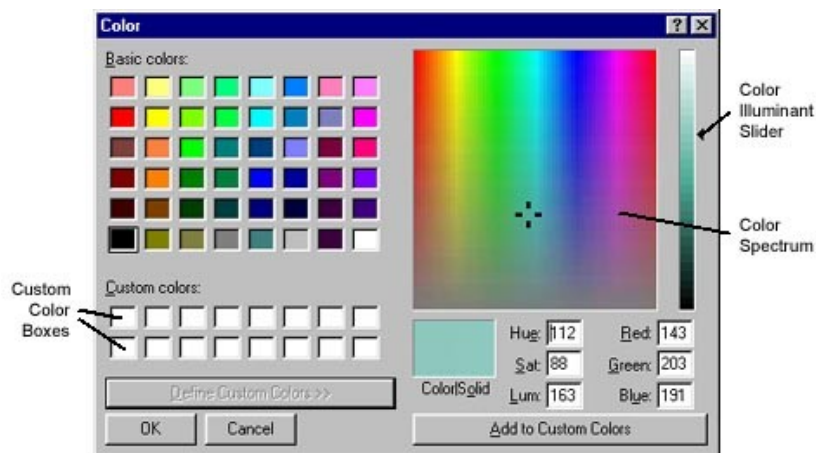 Color
Basic colors:
Custom colors:
Define Custom Colors >>
OK Cancel
Color|Solid
Hue: 112
Sat: 88
Lum: 163
Red: 143
Green: 203
Blue: 191
Add to Custom Colors
Custom
Color
Boxes
Color
Illuminant
Slider
Color
Spectrum